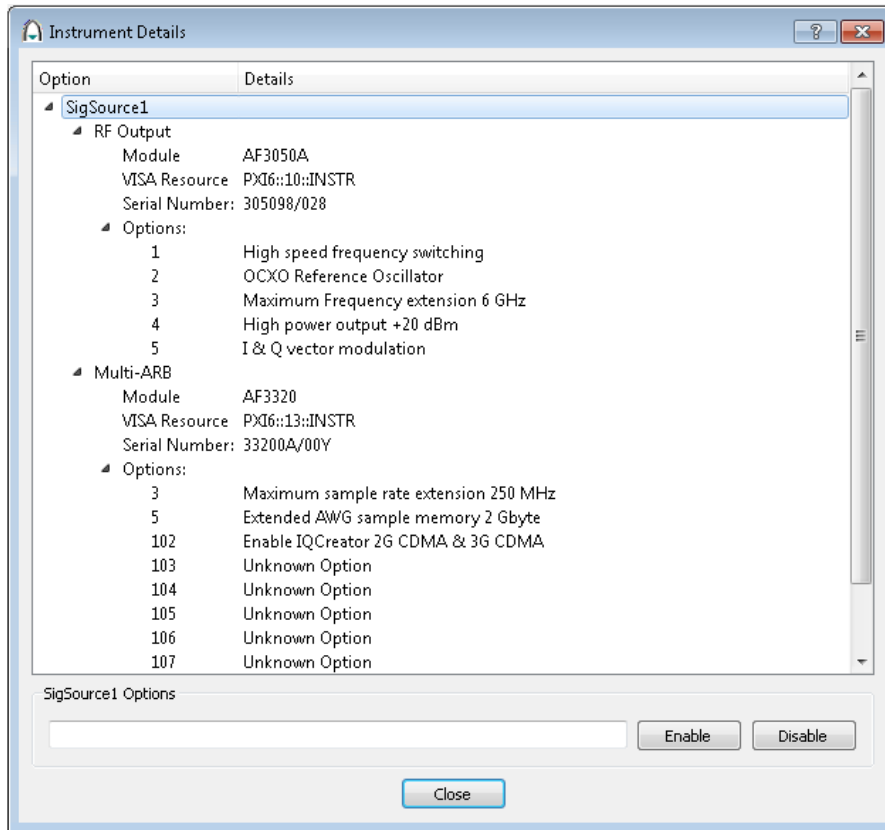 Instrument Details
Option Details
SigSource1
RF Output
Module AF3050A
VISA Resource PXI6::10::INSTR
Serial Number: 305098/028
Options:
1 High speed frequency switching
2 OCXO Reference Oscillator
3 Maximum Frequency extension 6 GHz
4 High power output +20 dBm
5 I & Q vector modulation
Multi-ARB
Module AF3320
VISA Resource PXI6::13::INSTR
Serial Number: 33200A/00Y
Options:
3 Maximum sample rate extension 250 MHz
5 Extended AWG sample memory 2 Gbyte
102 Enable IQCreator 2G CDMA & 3G CDMA
103 Unknown Option
104 Unknown Option
105 Unknown Option
106 Unknown Option
107 Unknown Option
SigSource1 Options
Enable Disable
Close